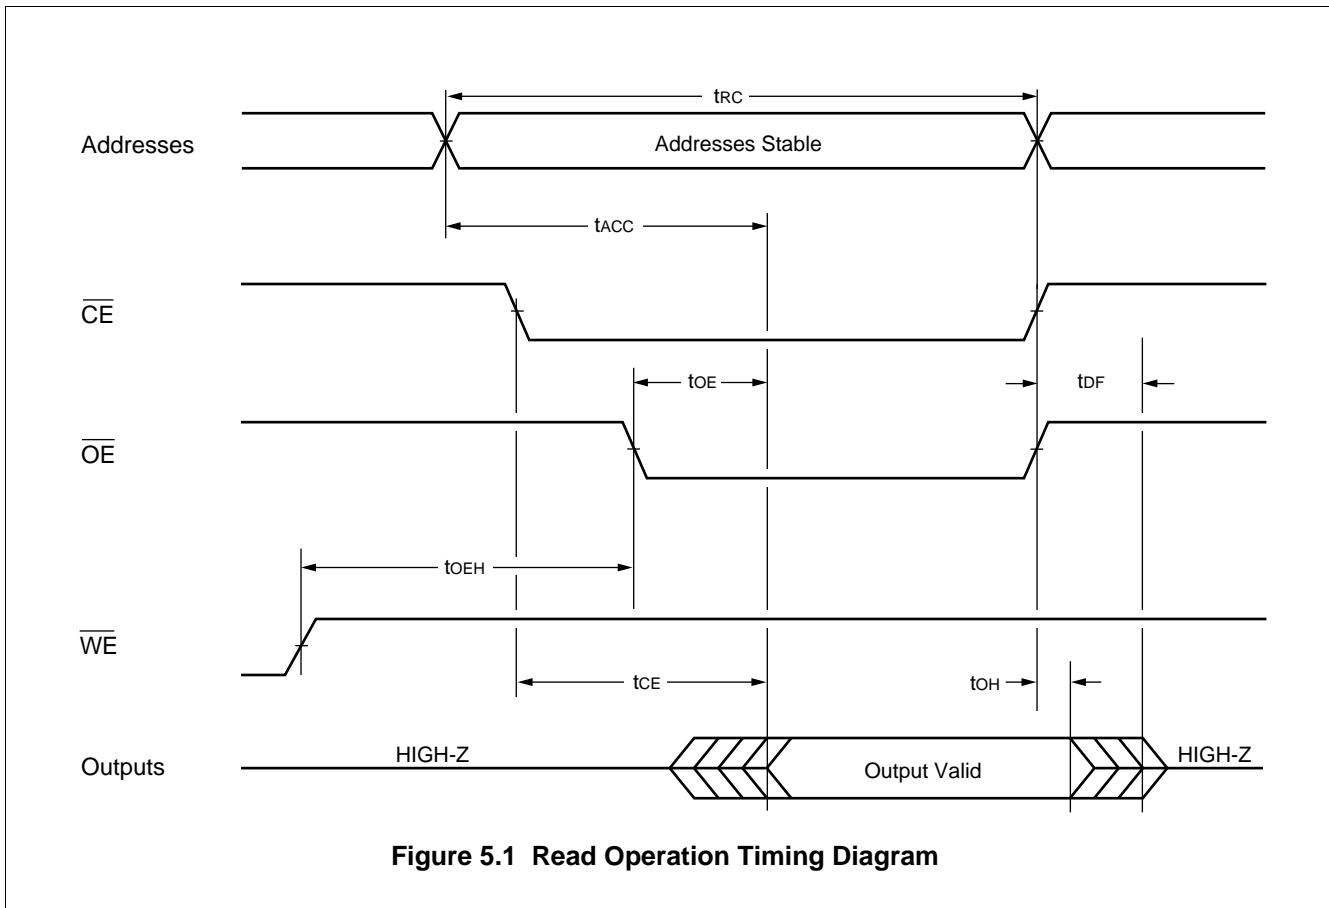 tRC
Addresses
Addresses Stable
tACC
CE
tOE
tDF
OE
tOEH
WE
tCE
tOH
HIGH-Z
HIGH-Z
Outputs
Output Valid
Figure 5.1 Read Operation Timing Diagram